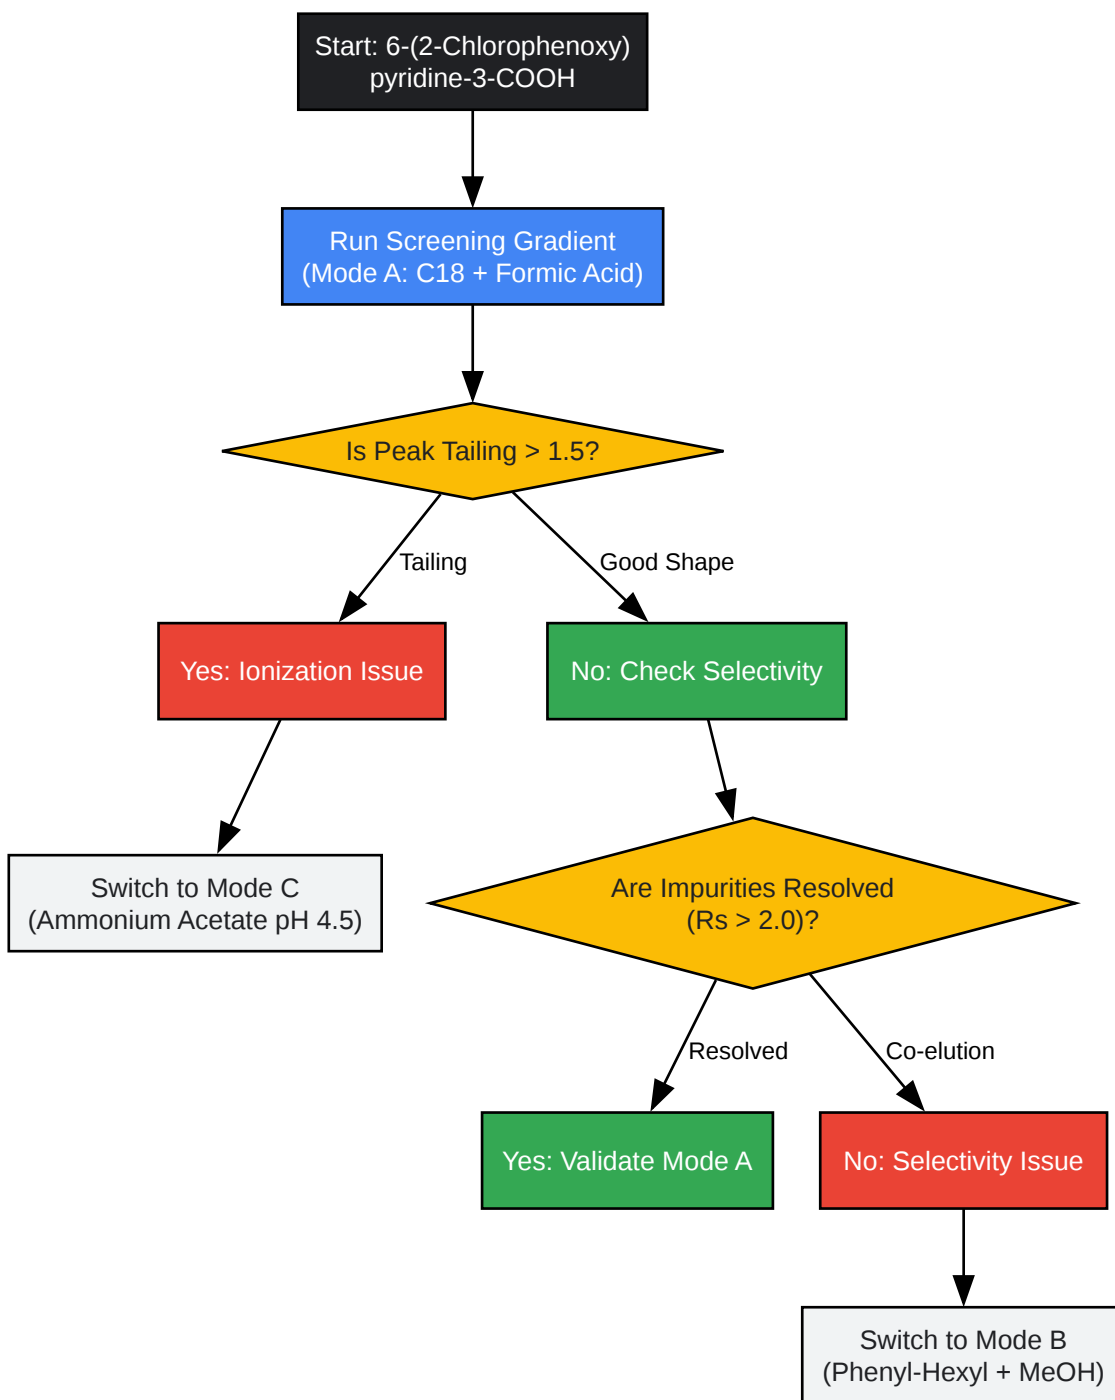 Start: 6-(2-Chlorophenoxy)
pyridine-3-COOH
Run Screening Gradient
(Mode A: C18 + Formic Acid)
Is Peak Tailing > 1.5?
Tailing
Good Shape
Yes: Ionization Issue
No: Check Selectivity
Switch to Mode C
(Ammonium Acetate pH 4.5)
Are Impurities Resolved
(Rs > 2.0)?
Resolved
Co-elution
Yes: Validate Mode A
No: Selectivity Issue
Switch to Mode B
(Phenyl-Hexyl + MeOH)